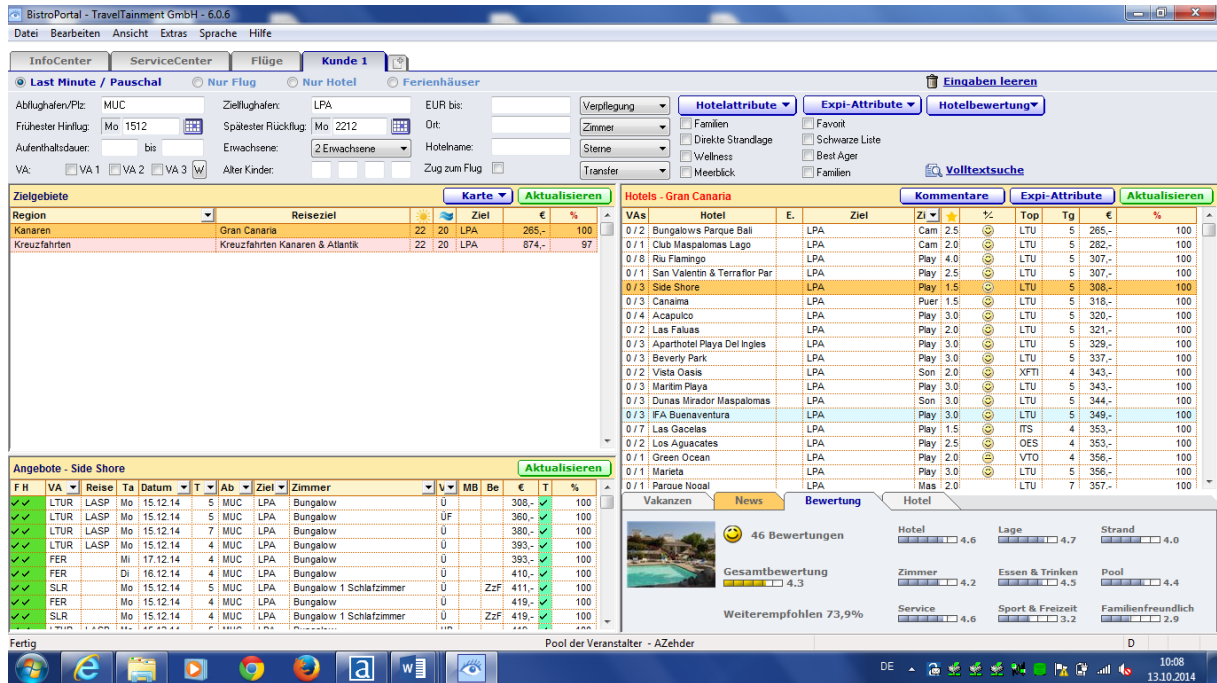 BistroPortal - TravelTainment GmbH - 6.0.6
Datei Bearbeiten Ansicht Extras Sprache Hilfe
InfoCenter ServiceCenter Flüge Kunde 1
Last Minute / Pauschal Nur Flug Nur Hotel Ferienhäuser Eingaben leeren
Abflughafen/Plz: MUC Zielflughafen: LPA EUR bis: Verpflegung Hotelattribute Expi-Attribute Hotelbewertung
Frühester Hinflug: Mo 1512 Spätester Rückflug: Mo 2212 Ort: Zimmer Familien Favorit
Direkte Strandlage Schwarze Liste
Aufenthaltsdauer: bis Erwachsene: 2 Erwachsene Hotelname: Sterne Wellness Best Ager
VA: VA 1 VA 2 VA 3 W Alter Kinder: Zug zum Flug Transfer Meerblick Familien Volltextsuche
Zielgebiete Karte Aktualisieren
Region Reiseziel Ziel € %
Kanaren Gran Canaria 22 20 LPA 265,- 100
Kreuzfahrten Kreuzfahrten Kanaren & Atlantik 22 20 LPA 874,- 97
Hotels - Gran Canaria Kommentare Expi-Attribute Aktualisieren
VAs Hotel E. Ziel Zi Top Tg € %
0 / 2 Bungalows Parque Bali LPA Cam 2.5 LTU 5 265,- 100
0 / 1 Club Maspalomas Lago LPA Cam 2.0 LTU 5 282,- 100
0 / 8 Riu Flamingo LPA Play 4.0 LTU 5 307,- 100
0 / 1 San Valentin & Terraflor Par LPA Play 2.5 LTU 5 307,- 100
0 / 3 Side Shore LPA Play 1.5 LTU 5 308,- 100
0 / 3 Canaima LPA Puer 1.5 LTU 5 318,- 100
0 / 4 Acapulco LPA Play 3.0 LTU 5 320,- 100
0 / 2 Las Faluas LPA Play 2.0 LTU 5 321,- 100
0 / 3 Aparthotel Playa Del Ingles LPA Play 3.0 LTU 5 329,- 100
0 / 3 Beverly Park LPA Play 3.0 LTU 5 337,- 100
0 / 2 Vista Oasis LPA Son 2.0 XFTI 4 343,- 100
0 / 3 Maritim Playa LPA Play 3.0 LTU 5 343,- 100
0 / 3 Dunas Mirador Maspalomas LPA Son 3.0 LTU 5 344,- 100
0 / 3 IFA Buenaventura LPA Play 3.0 LTU 5 349,- 100
0 / 7 Las Gacelas LPA Play 1.5 ITS 4 353,- 100
0 / 2 Los Aguacates LPA Play 2.5 OES 4 353,- 100
0 / 1 Green Ocean LPA Play 2.0 VTO 4 356,- 100
0 / 1 Marieta LPA Play 3.0 LTU 5 356,- 100
0 / 1 Parque Nogal LPA Mas 2.0 LTU 7 357,- 100
Angebote - Side Shore Aktualisieren
F H VA Reise Ta Datum T Ab Ziel Zimmer V MB Be € T %
LTUR LASP Mo 15.12.14 5 MUC LPA Bungalow Ü 308,- 100
LTUR LASP Mo 15.12.14 5 MUC LPA Bungalow ÜF 360,- 100
LTUR LASP Mo 15.12.14 7 MUC LPA Bungalow Ü 380,- 100
LTUR LASP Mo 15.12.14 4 MUC LPA Bungalow Ü 393,- 100
FER Mi 17.12.14 4 MUC LPA Bungalow Ü 393,- 100
FER Di 16.12.14 4 MUC LPA Bungalow Ü 410,- 100
SLR Mo 15.12.14 5 MUC LPA Bungalow 1 Schlafzimmer Ü ZzF 411,- 100
FER Mo 15.12.14 4 MUC LPA Bungalow Ü 419,- 100
SLR Mo 15.12.14 4 MUC LPA Bungalow 1 Schlafzimmer Ü ZzF 419,- 100
Vakanzen News Bewertung Hotel
46 Bewertungen
Gesamtbewertung
4.3
Weiterempfohlen 73,9%
Hotel Lage Strand
4.6 4.7 4.0
Zimmer Essen & Trinken Pool
4.2 4.5 4.4
Service Sport & Freizeit Familienfreundlich
4.6 3.2 2.9
Fertig Pool der Veranstalter - AZehder D
DE 10:08
13.10.2014